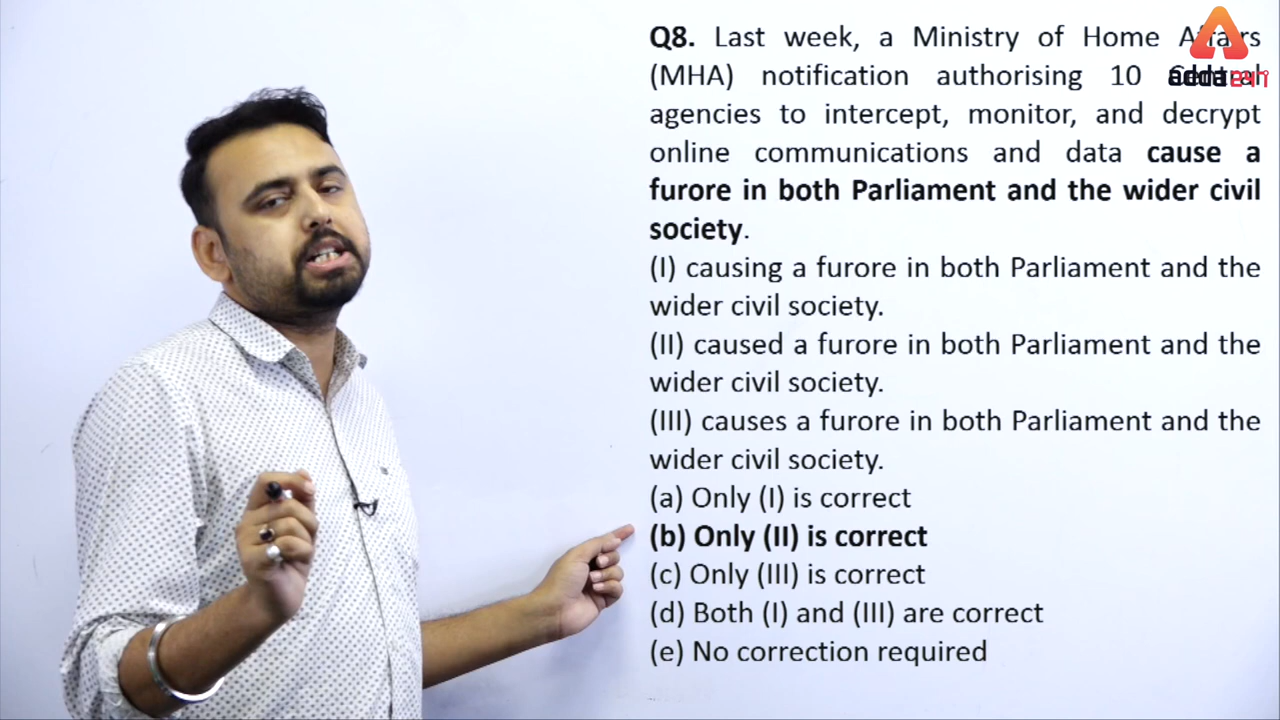 Q8. Last week, a Ministry of Home Affairs
(MHA) notification authorising 10 Central
agencies to intercept, monitor, and decrypt
online communications and data cause a
furore in both Parliament and the wider civil
society.
(I) causing a furore in both Parliament and the
wider civil society.
(II) caused a furore in both Parliament and the
wider civil society.
(III) causes a furore in both Parliament and the
wider civil society.
(a) Only (I) is correct
(b) Only (II) is correct
(c) Only (III) is correct
(d) Both (I) and (III) are correct
(e) No correction required